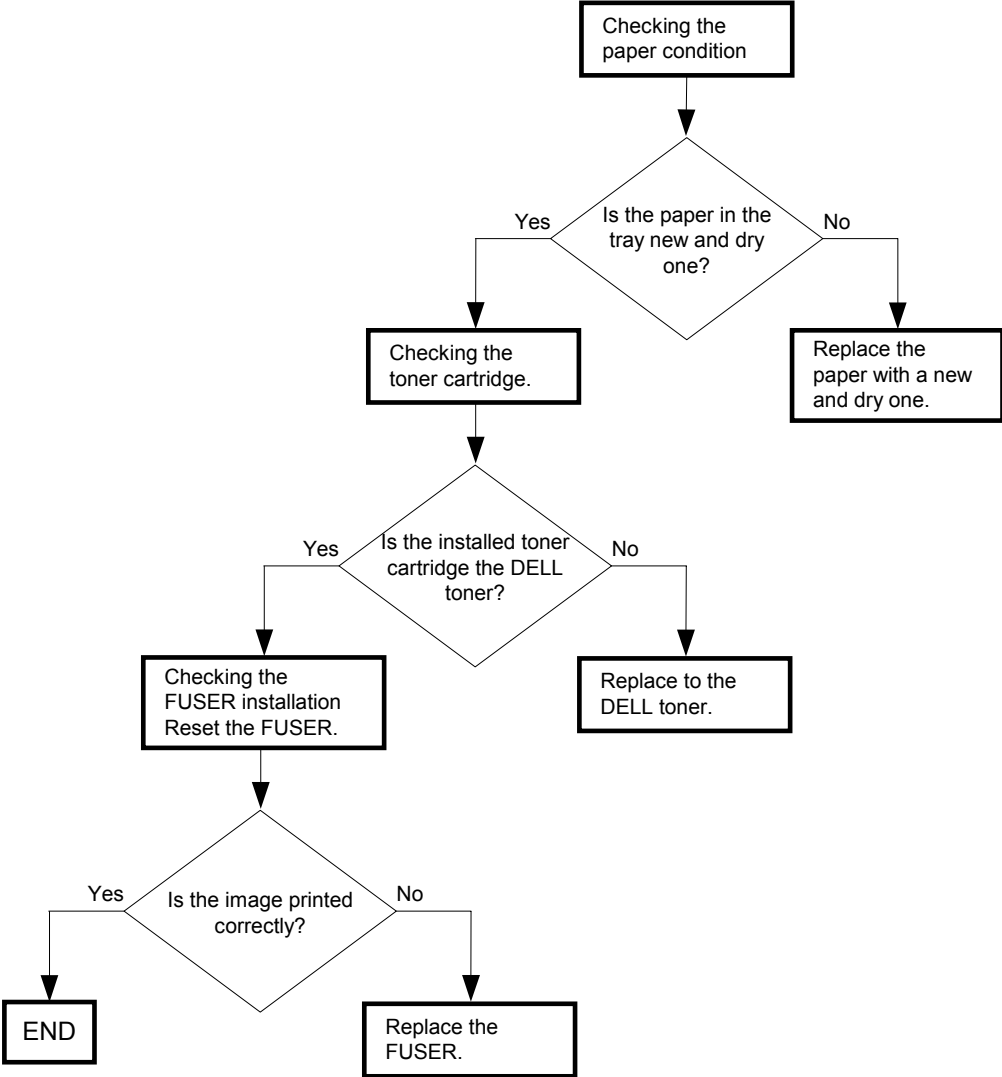 Checking the
paper condition
Is the paper in the
tray new and dry
one?
Yes
No
Checking the
toner cartridge.
Replace the
paper with a new
and dry one.
Is the installed toner
cartridge the DELL
toner?
Yes
No
Checking the
FUSER installation
Reset the FUSER.
Replace to the
DELL toner.
Is the image printed
correctly?
Yes
No
END
Replace the
FUSER.